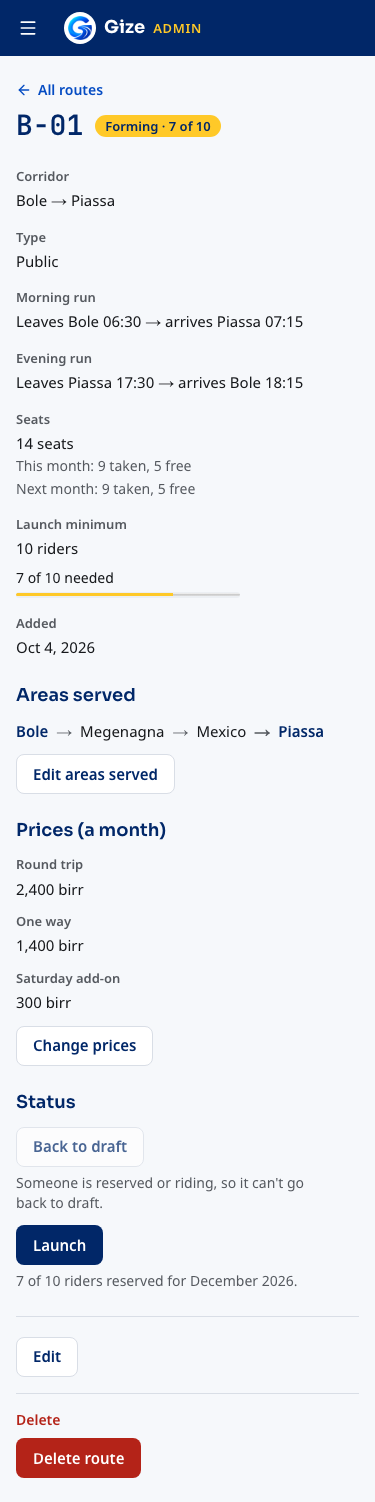 Gize ADMIN
← All routes
B-01 Forming · 7 of 10
Corridor
Bole → Piassa
Type
Public
Morning run
Leaves Bole 06:30 → arrives Piassa 07:15
Evening run
Leaves Piassa 17:30 → arrives Bole 18:15
Seats
14 seats
This month: 9 taken, 5 free
Next month: 9 taken, 5 free
Launch minimum
10 riders
7 of 10 needed
Added
Oct 4, 2026
Areas served
Bole → Megenagna → Mexico → Piassa
Edit areas served
Prices (a month)
Round trip
2,400 birr
One way
1,400 birr
Saturday add-on
300 birr
Change prices
Status
Back to draft
Someone is reserved or riding, so it can't go
back to draft.
Launch
7 of 10 riders reserved for December 2026.
Edit
Delete
Delete route